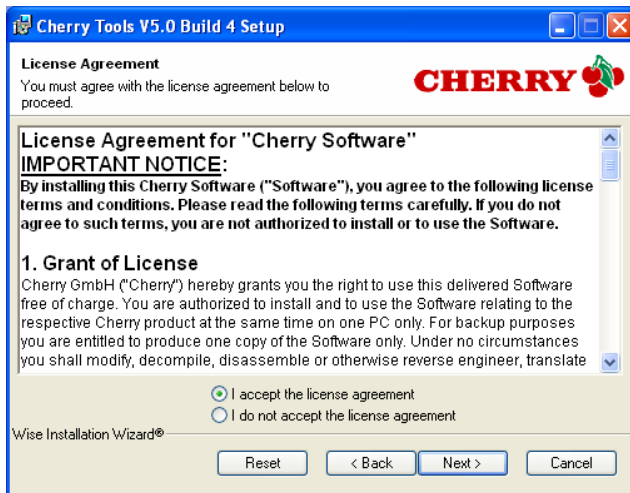 Cherry Tools V5.0 Build 4 Setup
License Agreement
You must agree with the license agreement below to
proceed.
CHERRY
License Agreement for "Cherry Software"
IMPORTANT NOTICE:
By installing this Cherry Software ("Software"), you agree to the following license
terms and conditions. Please read the following terms carefully. If you do not
agree to such terms, you are not authorized to install or to use the Software.
1. Grant of License
Cherry GmbH ("Cherry") hereby grants you the right to use this delivered Software
free of charge. You are authorized to install and to use the Software relating to the
respective Cherry product at the same time on one PC only. For backup purposes
you are entitled to produce one copy of the Software only. Under no circumstances
you shall modify, decompile, disassemble or otherwise reverse engineer, translate
I accept the license agreement
I do not accept the license agreement
Wise Installation Wizard®
Reset
< Back
Next >
Cancel